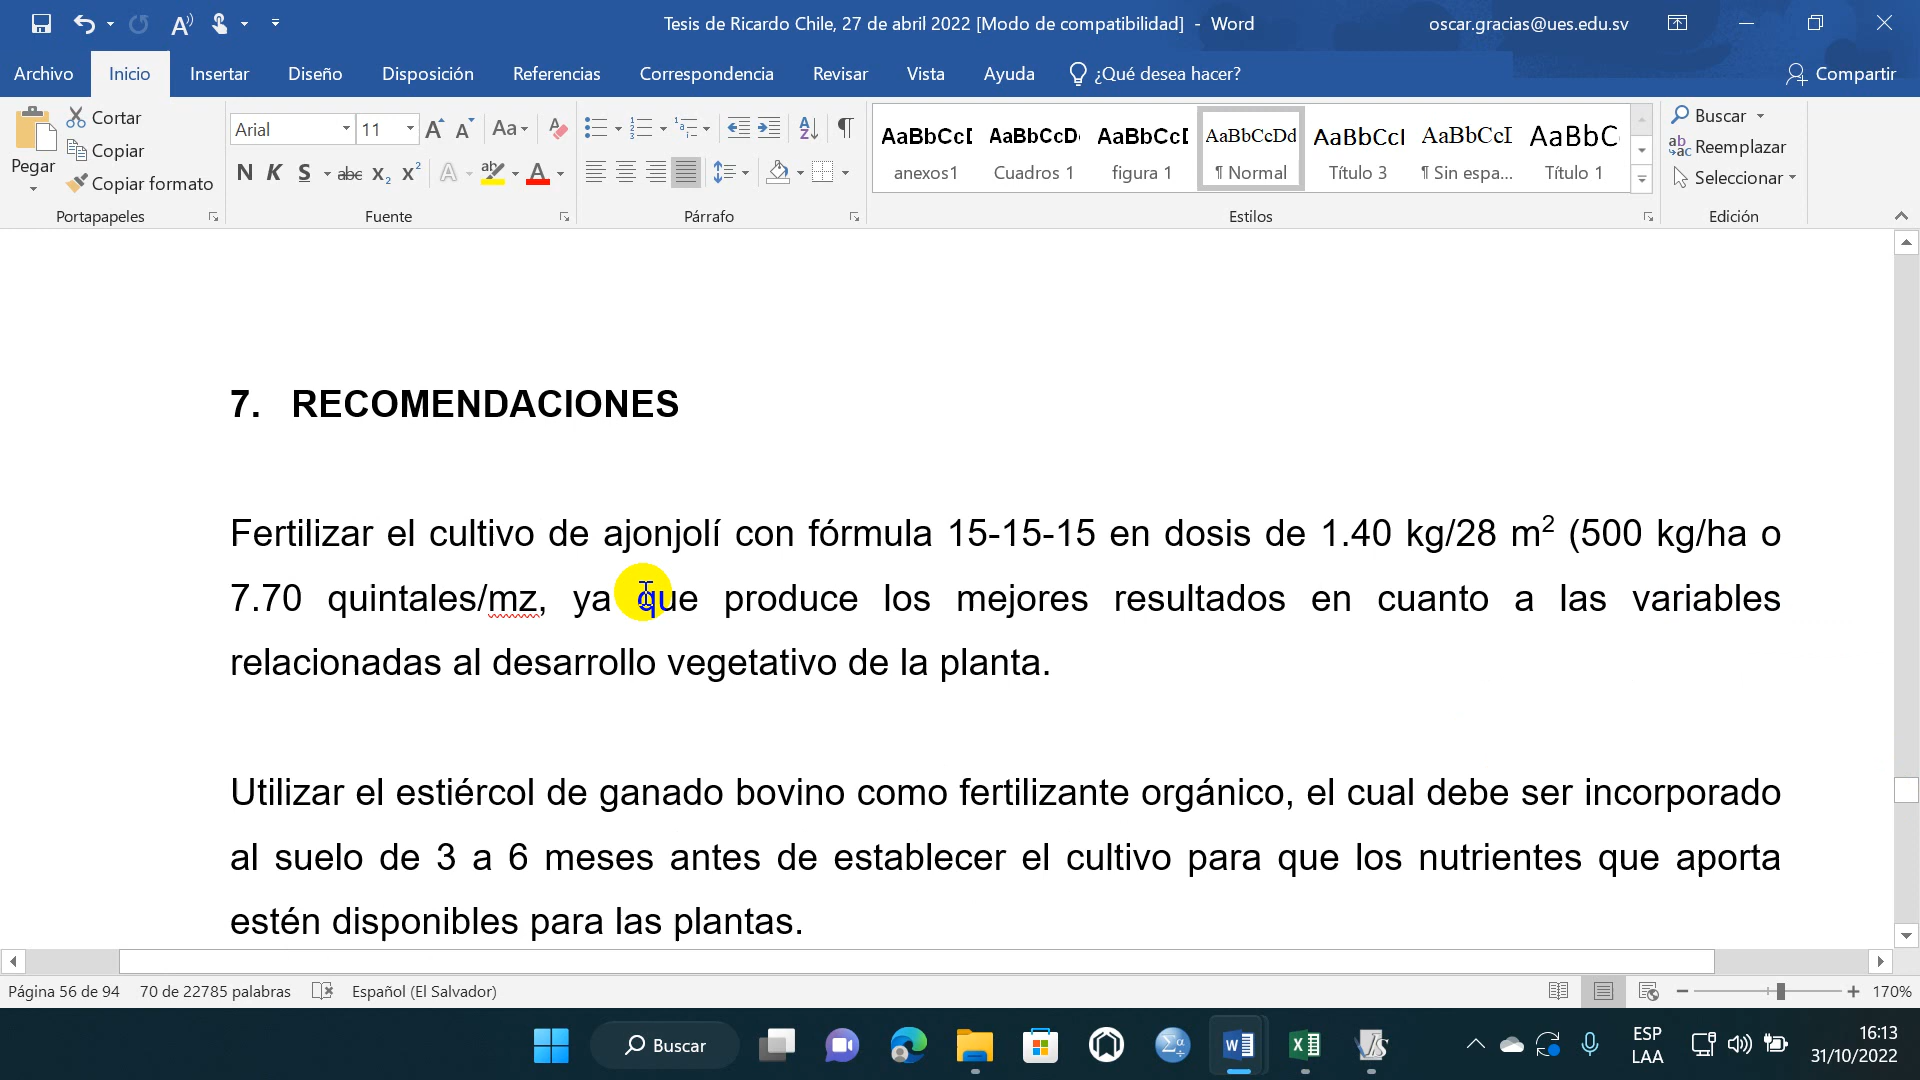 Tesis de Ricardo Chile, 27 de abril 2022 [Modo de compatibilidad] - Word
oscar.gracias@ues.edu.sv
Archivo Inicio Insertar Diseño Disposición Referencias Correspondencia Revisar Vista Ayuda ¿Qué desea hacer? Compartir
Pegar
Cortar
Copiar
Copiar formato
Portapapeles
Arial 11
Fuente
Párrafo
AaBbCcI AaBbCcDc AaBbCcI AaBbCcDd AaBbCcI AaBbCcI AaBbC
anexos1 Cuadros 1 figura 1 ¶ Normal Título 3 ¶ Sin espa... Título 1
Estilos
Buscar
Reemplazar
Seleccionar
Edición
7. RECOMENDACIONES
Fertilizar el cultivo de ajonjolí con fórmula 15-15-15 en dosis de 1.40 kg/28 m² (500 kg/ha o
7.70 quintales/mz, ya que produce los mejores resultados en cuanto a las variables
relacionadas al desarrollo vegetativo de la planta.
Utilizar el estiércol de ganado bovino como fertilizante orgánico, el cual debe ser incorporado
al suelo de 3 a 6 meses antes de establecer el cultivo para que los nutrientes que aporta
estén disponibles para las plantas.
Página 56 de 94 70 de 22785 palabras Español (El Salvador) 170%
Buscar
ESP
LAA
16:13
31/10/2022